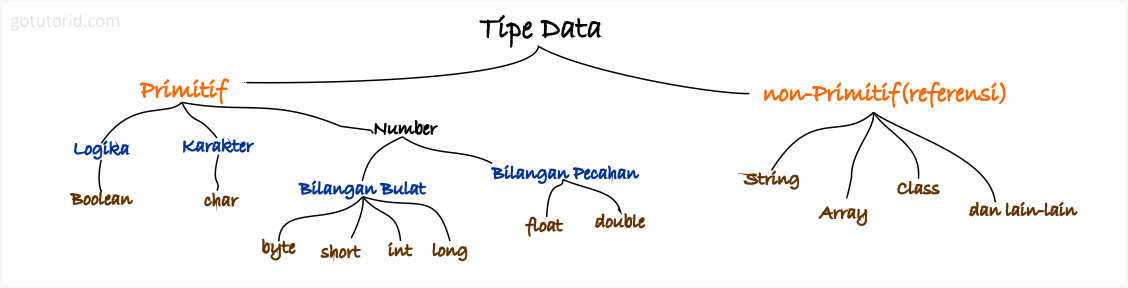 gotutorid.com
Tipe Data
Primitif
non-Primitif(referensi)
Number
Logika
Karakter
Bilangan Pecahan
Bilangan Bulat
String
Class
Array
dan lain-lain
Boolean
char
float
double
byte
short
int
long